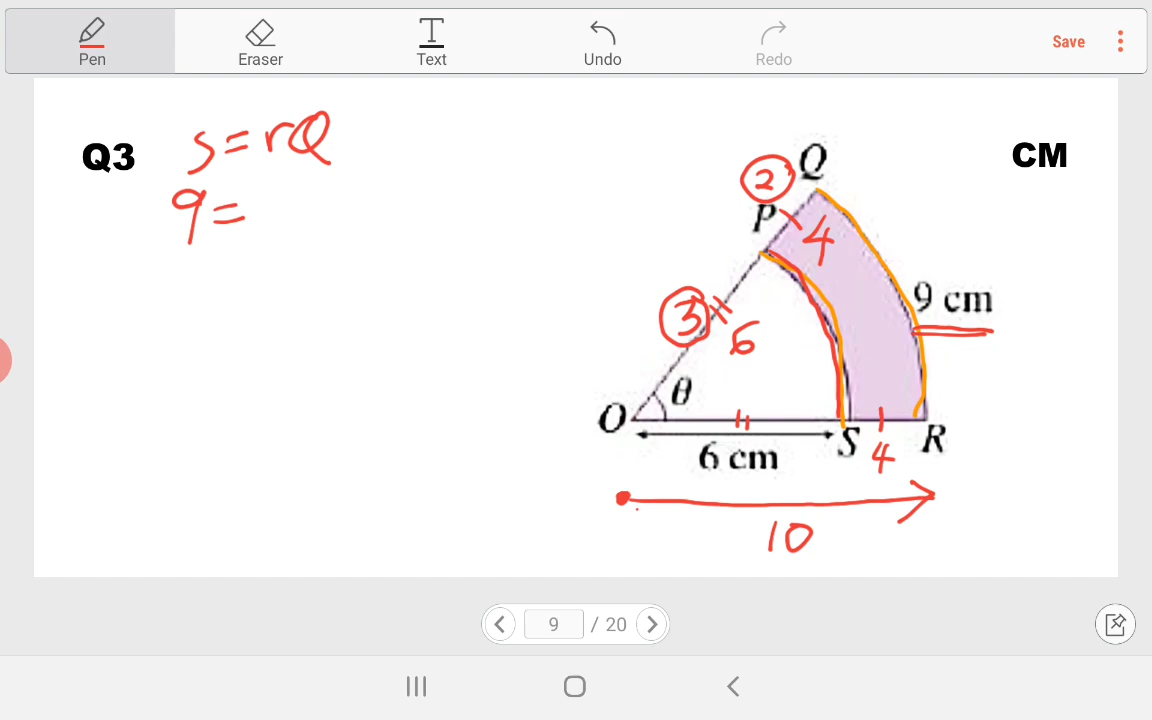 Pen
Eraser
Text
Undo
Redo
Save
Q3
s = rθ
9 =
CM
2
Q
P
4
9 cm
3
6
θ
O
S
R
6 cm
4
10
9 / 20